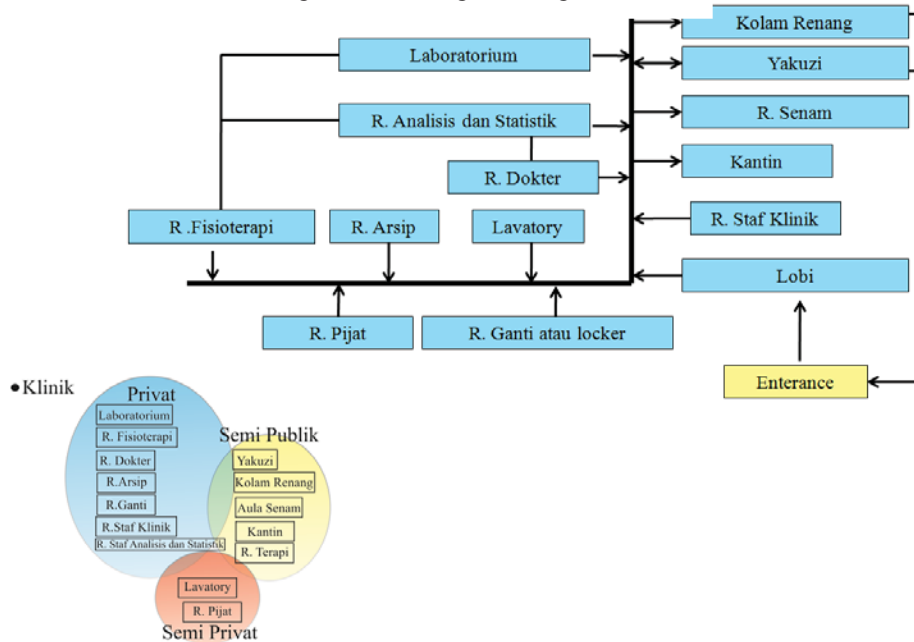 Kolam Renang
Laboratorium
Yakuzi
R. Analisis dan Statistik
R. Senam
R. Dokter
Kantin
R .Fisioterapi
R. Arsip
Lavatory
R. Staf Klinik
Lobi
R. Pijat
R. Ganti atau locker
Enterance
•Klinik
Privat
Laboratorium
R. Fisioterapi
R. Dokter
R.Arsip
R.Ganti
R.Staf Klinik
R. Staf Analisis dan Statistik
Semi Publik
Yakuzi
Kolam Renang
Aula Senam
Kantin
R. Terapi
Lavatory
R. Pijat
Semi Privat